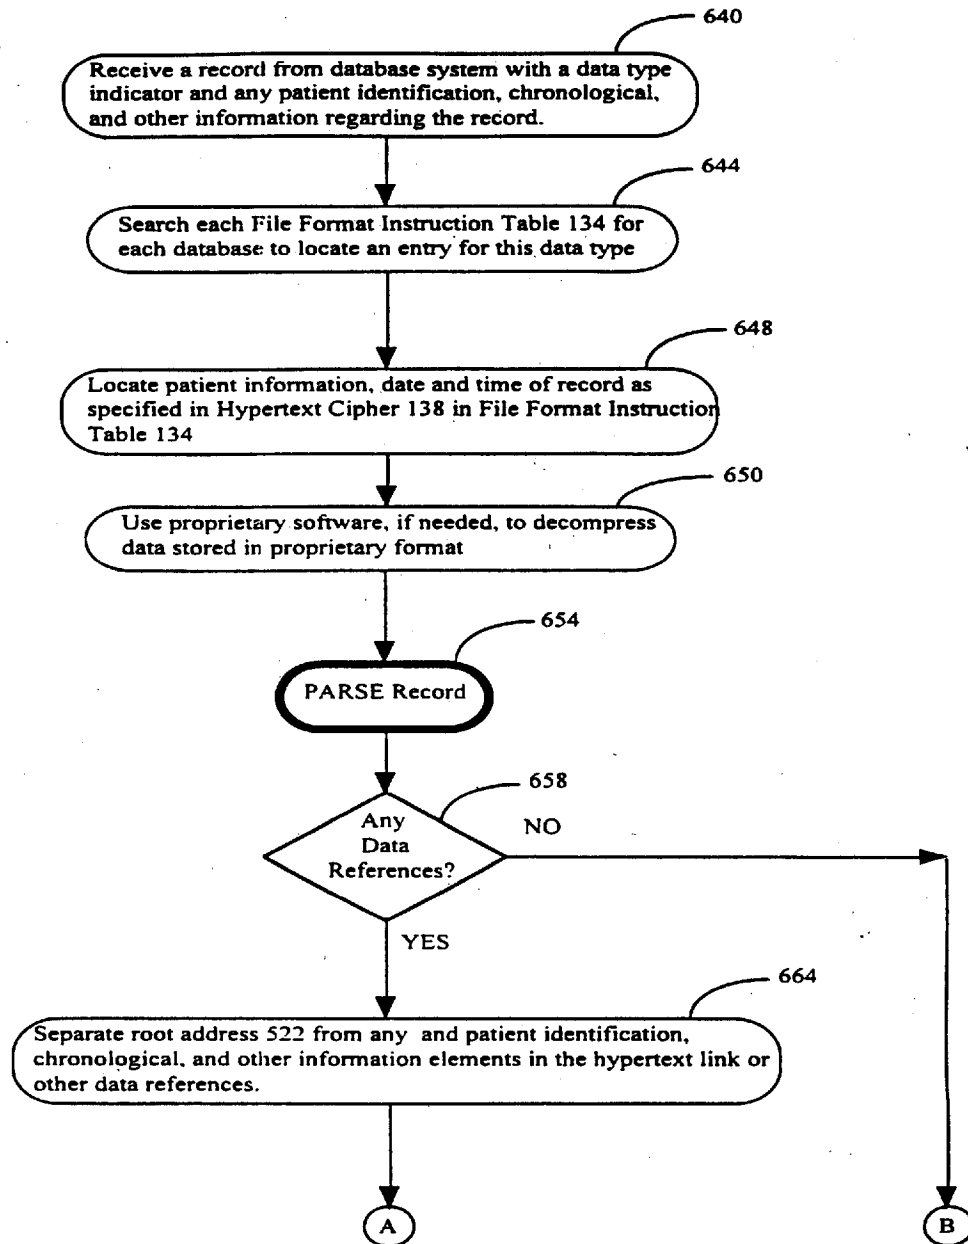 640
Receive a record from database system with a data type
indicator and any patient identification, chronological,
and other information regarding the record.
644
Search each File Format Instruction Table 134 for
each database to locate an entry for this data type
648
Locate patient information, date and time of record as
specified in Hypertext Cipher 138 in File Format Instruction
Table 134
650
Use proprietary software, if needed, to decompress
data stored in proprietary format
654
PARSE Record
658
Any
Data
References?
NO
YES
664
Separate root address 522 from any and patient identification,
chronological, and other information elements in the hypertext link or
other data references.
A
B